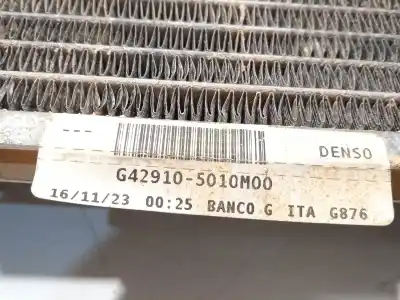 --- DENSO
G42910-5010M00
16/11/23 00:25 BANCO G ITA G876